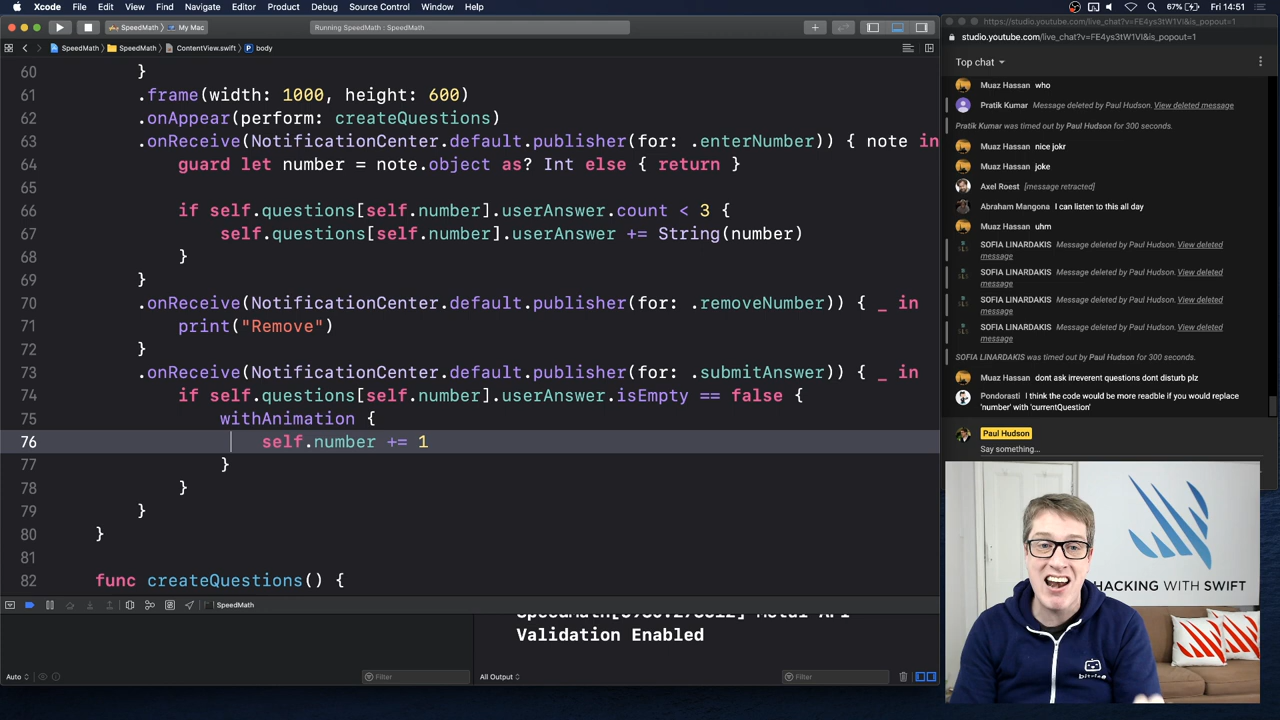 Xcode File Edit View Find Navigate Editor Product Debug Source Control Window Help 67% Fri 14:51
SpeedMath My Mac Running SpeedMath : SpeedMath
SpeedMath SpeedMath ContentView.swift body
60 }
61 .frame(width: 1000, height: 600)
62 .onAppear(perform: createQuestions)
63 .onReceive(NotificationCenter.default.publisher(for: .enterNumber)) { note in
64 guard let number = note.object as? Int else { return }
65
66 if self.questions[self.number].userAnswer.count < 3 {
67 self.questions[self.number].userAnswer += String(number)
68 }
69 }
70 .onReceive(NotificationCenter.default.publisher(for: .removeNumber)) { _ in
71 print("Remove")
72 }
73 .onReceive(NotificationCenter.default.publisher(for: .submitAnswer)) { _ in
74 if self.questions[self.number].userAnswer.isEmpty == false {
75 withAnimation {
76 self.number += 1
77 }
78 }
79 }
80 }
81
82 func createQuestions() {
SpeedMath
Validation Enabled
Auto Filter All Output Filter
https://studio.youtube.com/live_chat?v=FE4ys3tW1VI&is_popout=1
studio.youtube.com/live_chat?v=FE4ys3tW1VI&is_popout=1
Top chat
Muaz Hassan who
Pratik Kumar Message deleted by Paul Hudson. View deleted message
Pratik Kumar was timed out by Paul Hudson for 300 seconds.
Muaz Hassan nice jokr
Muaz Hassan joke
Axel Roest [message retracted]
Abraham Mangona I can listen to this all day
Muaz Hassan uhm
SOFIA LINARDAKIS Message deleted by Paul Hudson. View deleted
message
SOFIA LINARDAKIS Message deleted by Paul Hudson. View deleted
message
SOFIA LINARDAKIS Message deleted by Paul Hudson. View deleted
message
SOFIA LINARDAKIS Message deleted by Paul Hudson. View deleted
message
SOFIA LINARDAKIS was timed out by Paul Hudson for 300 seconds.
Muaz Hassan dont ask irreverent questions dont disturb plz
Pondorasti I think the code would be more readble if you would replace
'number' with 'currentQuestion'
Paul Hudson
Say something...
HACKING WITH SWIFT